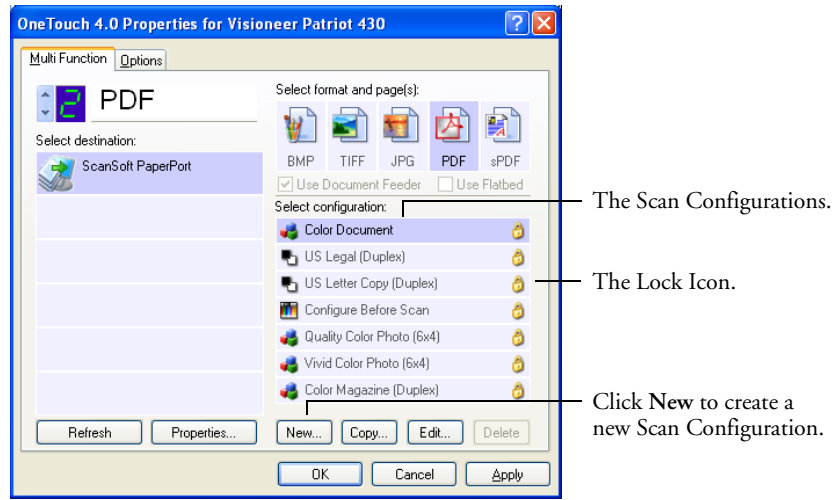 OneTouch 4.0 Properties for Visioneer Patriot 430
Multi Function
Options
2
PDF
Select destination:
ScanSoft PaperPort
Refresh
Properties...
Select format and page(s):
BMP TIFF JPG PDF sPDF
Use Document Feeder
Use Flatbed
Select configuration:
Color Document
US Legal (Duplex)
US Letter Copy (Duplex)
Configure Before Scan
Quality Color Photo (6x4)
Vivid Color Photo (6x4)
Color Magazine (Duplex)
New... Copy... Edit... Delete
OK Cancel Apply
The Scan Configurations.
The Lock Icon.
Click New to create a
new Scan Configuration.